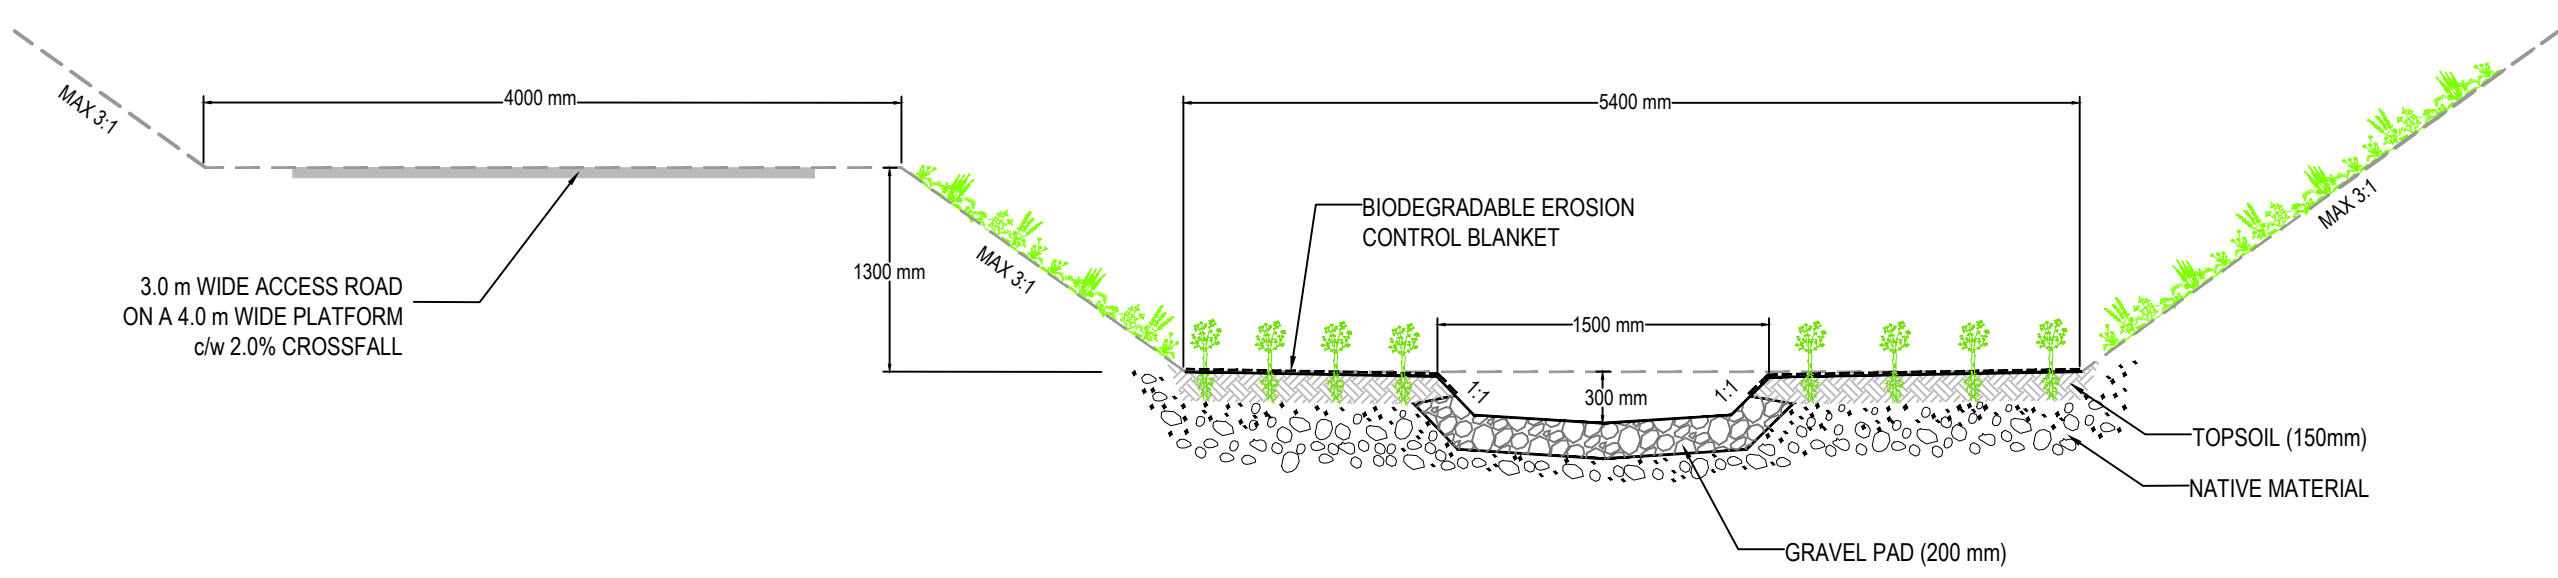 MAX 3:1
4000 mm
5400 mm
1300 mm
MAX 3:1
BIODEGRADABLE EROSION
CONTROL BLANKET
MAX 3:1
3.0 m WIDE ACCESS ROAD
ON A 4.0 m WIDE PLATFORM
c/w 2.0% CROSSFALL
1500 mm
1:1
300 mm
1:1
TOPSOIL (150mm)
NATIVE MATERIAL
GRAVEL PAD (200 mm)